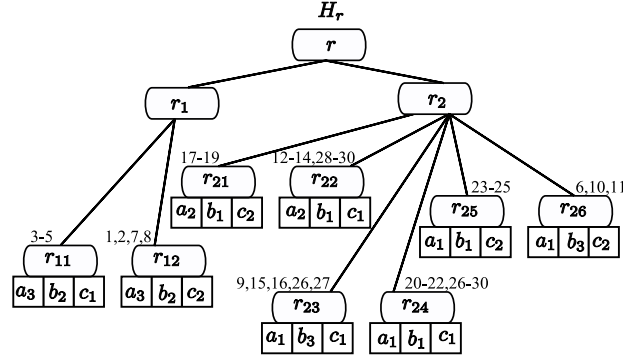 H_r
r
r_1
r_2
17-19
r_21
a_2 b_1 c_2
12-14,28-30
r_22
a_2 b_1 c_1
23-25
r_25
a_1 b_1 c_2
6,10,11
r_26
a_1 b_3 c_2
3-5
r_11
a_3 b_2 c_1
1,2,7,8
r_12
a_3 b_2 c_2
9,15,16,26,27
r_23
a_1 b_3 c_1
20-22,26-30
r_24
a_1 b_1 c_1